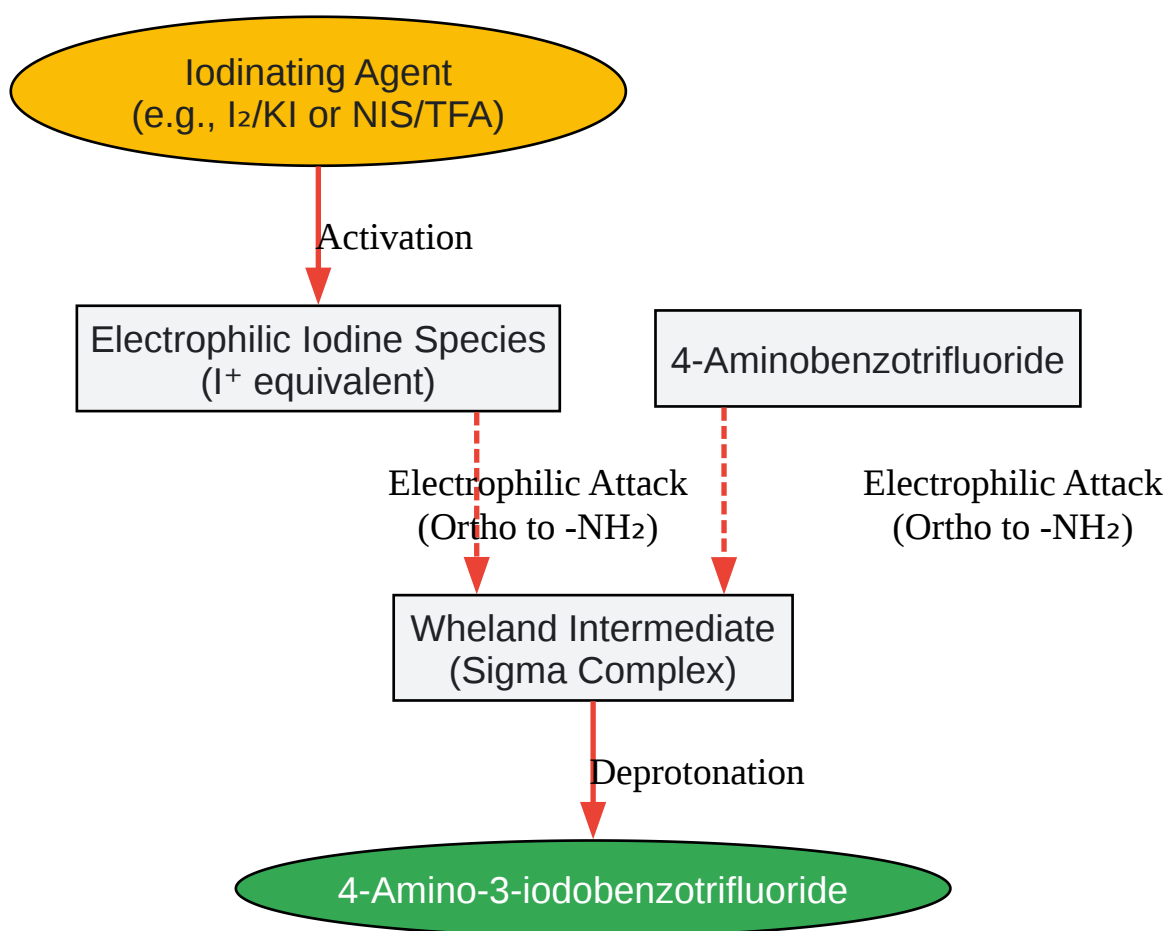 Iodinating Agent
(e.g., I₂/KI or NIS/TFA)
Activation
Electrophilic Iodine Species
(I⁺ equivalent)
4-Aminobenzotrifluoride
Electrophilic Attack
(Ortho to -NH₂)
Electrophilic Attack
(Ortho to -NH₂)
Wheland Intermediate
(Sigma Complex)
Deprotonation
4-Amino-3-iodobenzotrifluoride